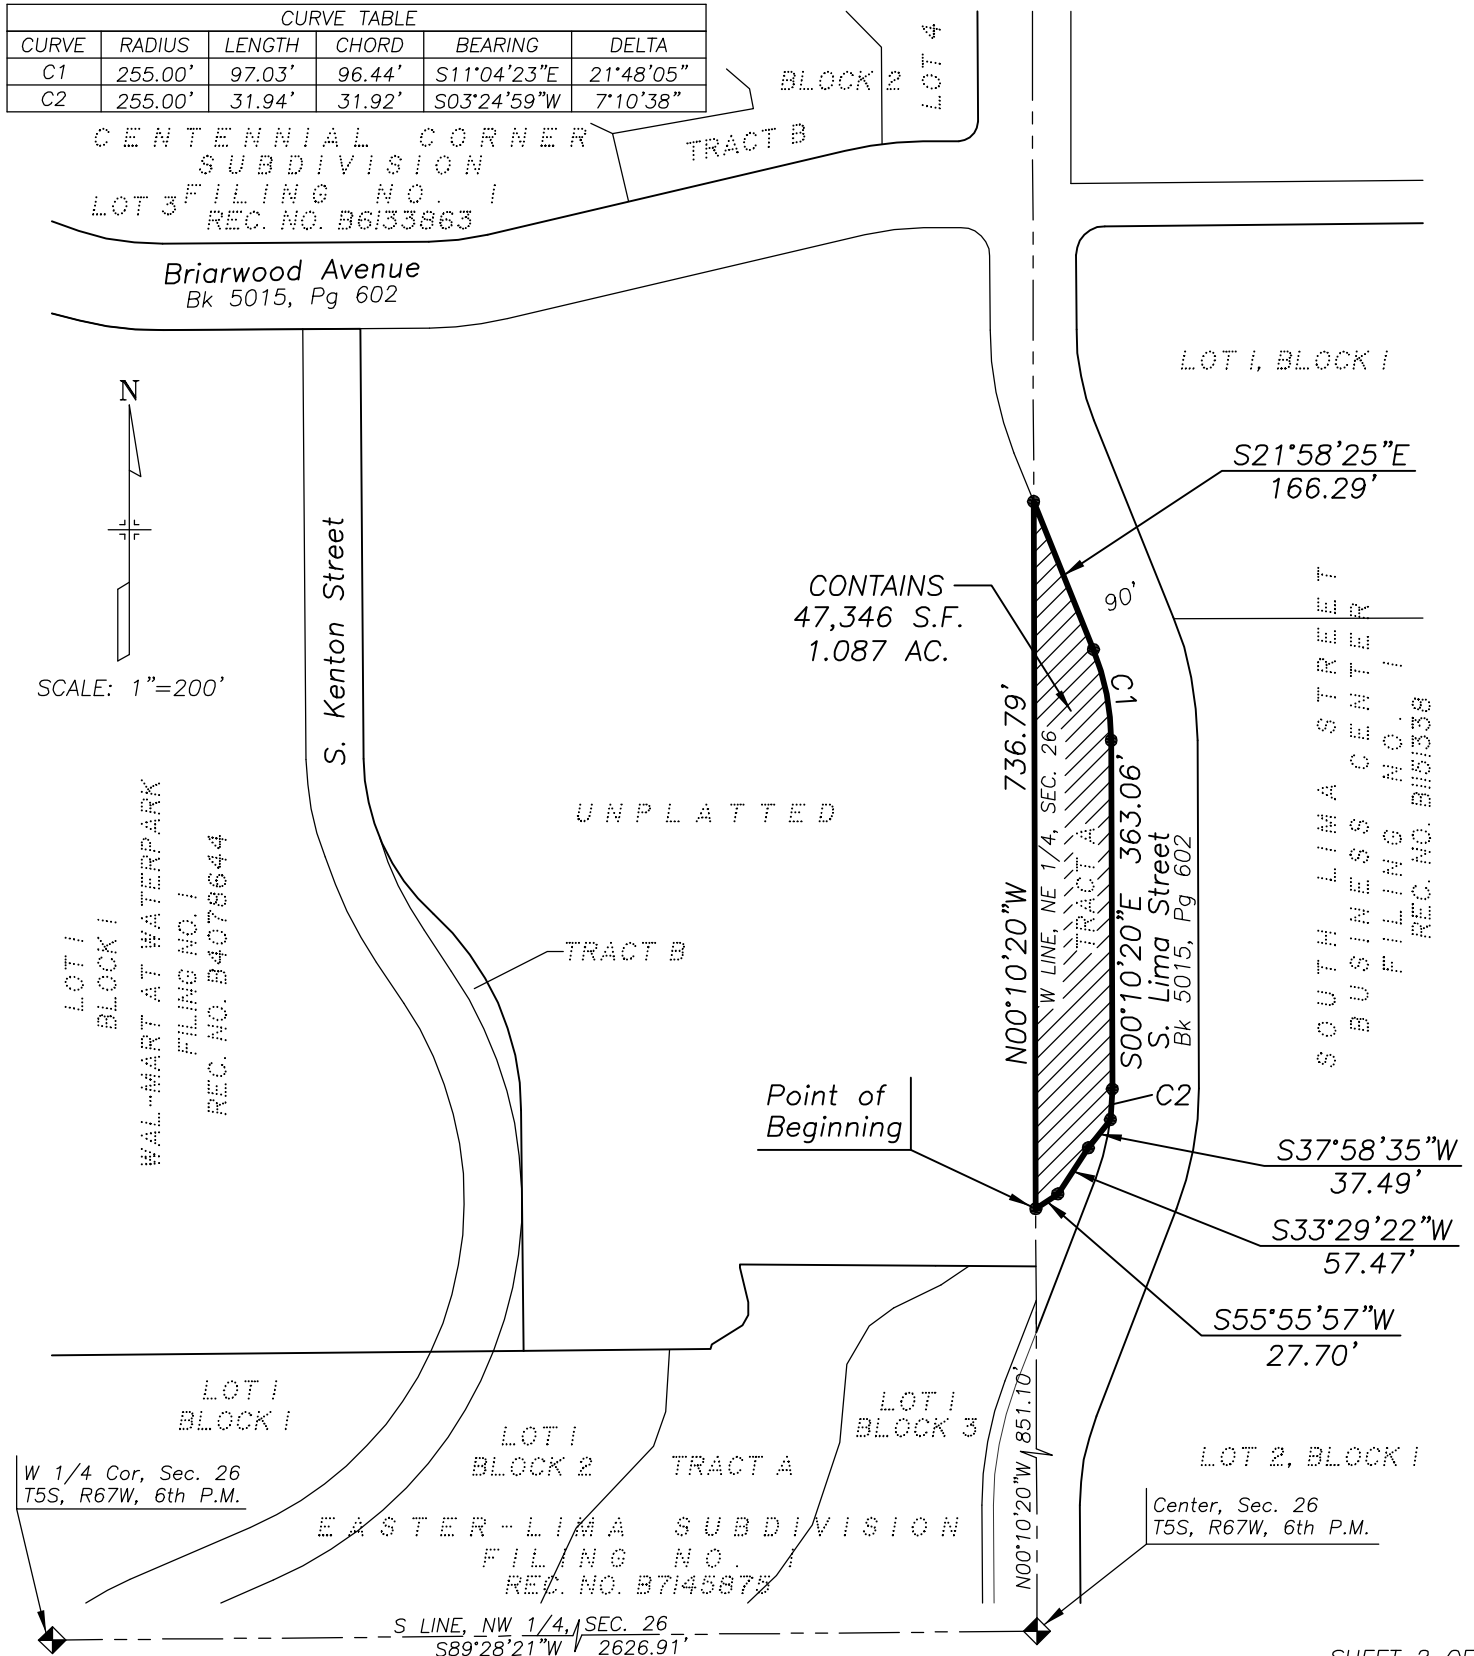 CURVE TABLE
CURVE RADIUS LENGTH CHORD BEARING DELTA
C1 255.00' 97.03' 96.44' S11°04'23"E 21°48'05"
C2 255.00' 31.94' 31.92' S03°24'59"W 7°10'38"
BLOCK 2
LOT 4
TRACT B
CENTENNIAL CORNER
SUBDIVISION
FILING NO. 1
LOT 3
REC. NO. B6133863
Briarwood Avenue
Bk 5015, Pg 602
LOT 1, BLOCK 1
N
SCALE: 1"=200'
S. Kenton Street
S21°58'25"E
166.29'
CONTAINS
47,346 S.F.
1.087 AC.
90'
C1
N00°10'20"W 736.79'
W LINE, NE 1/4, SEC. 26
TRACT A
S00°10'20"E 363.06'
S. Lima Street
Bk 5015, Pg 602
SOUTH LIMA STREET
BUSINESS CENTER
FILING NO. 1
REC. NO. B1151338
UNPLATTED
LOT 1
BLOCK 1
WAL-MART AT WATERPARK
FILING NO. 1
REC. NO. B4078644
TRACT B
Point of
Beginning
C2
S37°58'35"W
37.49'
S33°29'22"W
57.47'
S55°55'57"W
27.70'
LOT 1
BLOCK 1
LOT 1
BLOCK 2
TRACT A
LOT 1
BLOCK 3
N00°10'20"W 851.10'
LOT 2, BLOCK 1
W 1/4 Cor, Sec. 26
T5S, R67W, 6th P.M.
Center, Sec. 26
T5S, R67W, 6th P.M.
EASTER-LIMA SUBDIVISION
FILING NO. 1
REC. NO. B7145875
S LINE, NW 1/4, SEC. 26
S89°28'21"W 2626.91'